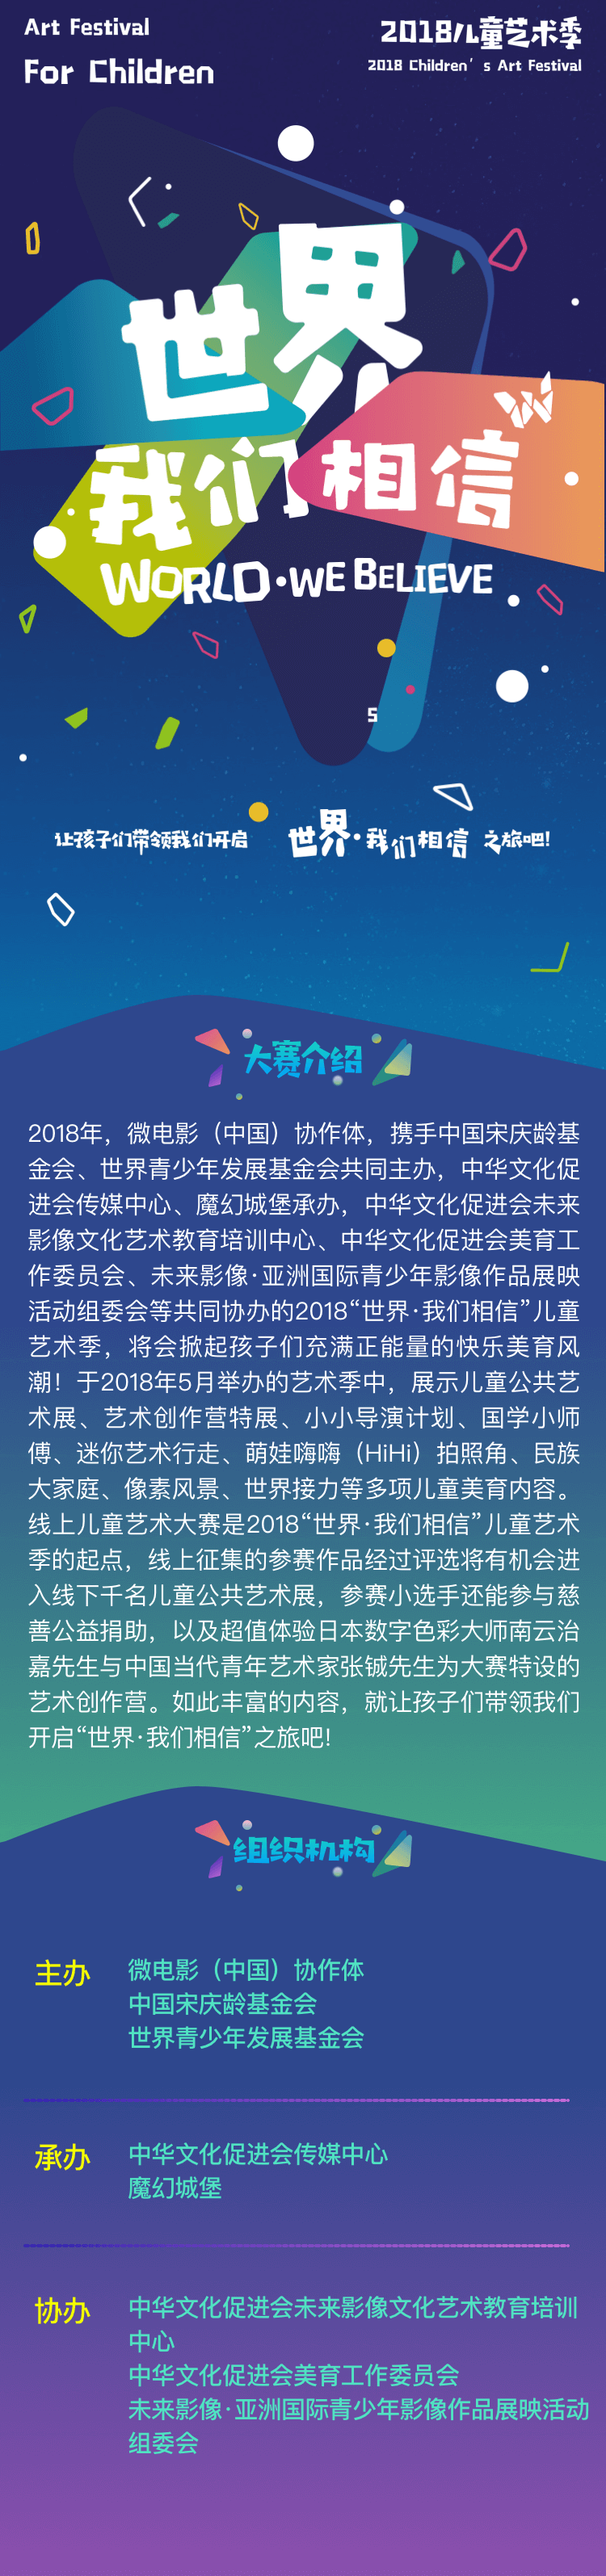 Art Festival
For Children
2018儿童艺术季
2018 Children's Art Festival
世界
我们相信
WORLD·WE BELIEVE
S
让孩子们带领我们开启 世界·我们相信 之旅吧!
大赛介绍
2018年，微电影（中国）协作体，携手中国宋庆龄基
金会、世界青少年发展基金会共同主办，中华文化促
进会传媒中心、魔幻城堡承办，中华文化促进会未来
影像文化艺术教育培训中心、中华文化促进会美育工
作委员会、未来影像·亚洲国际青少年影像作品展映
活动组委会等共同协办的2018“世界·我们相信”儿童
艺术季，将会掀起孩子们充满正能量的快乐美育风
潮！于2018年5月举办的艺术季中，展示儿童公共艺
术展、艺术创作营特展、小小导演计划、国学小师
傅、迷你艺术行走、萌娃嗨嗨（HiHi）拍照角、民族
大家庭、像素风景、世界接力等多项儿童美育内容。
线上儿童艺术大赛是2018“世界·我们相信”儿童艺术
季的起点，线上征集的参赛作品经过评选将有机会进
入线下千名儿童公共艺术展，参赛小选手还能参与慈
善公益捐助，以及超值体验日本数字色彩大师南云治
嘉先生与中国当代青年艺术家张铖先生为大赛特设的
艺术创作营。如此丰富的内容，就让孩子们带领我们
开启“世界·我们相信”之旅吧!
组织机构
主办
微电影（中国）协作体
中国宋庆龄基金会
世界青少年发展基金会
承办
中华文化促进会传媒中心
魔幻城堡
协办
中华文化促进会未来影像文化艺术教育培训
中心
中华文化促进会美育工作委员会
未来影像·亚洲国际青少年影像作品展映活动
组委会